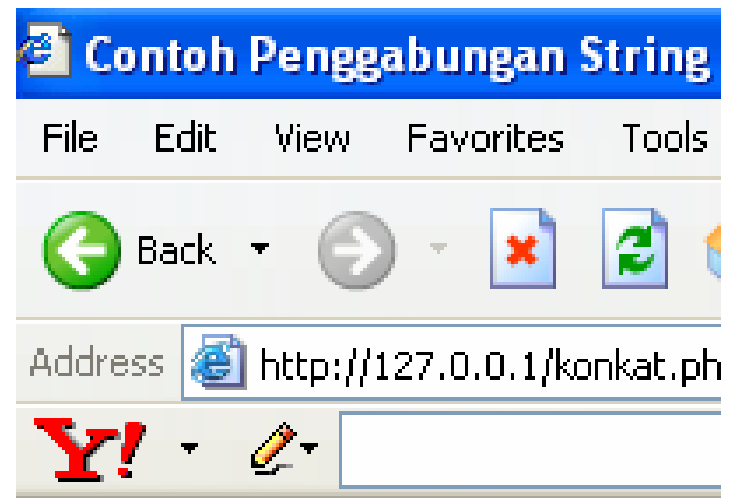 Contoh Penggabungan String
File Edit View Favorites Tools
Back
Address http://127.0.0.1/konkat.ph
Y!